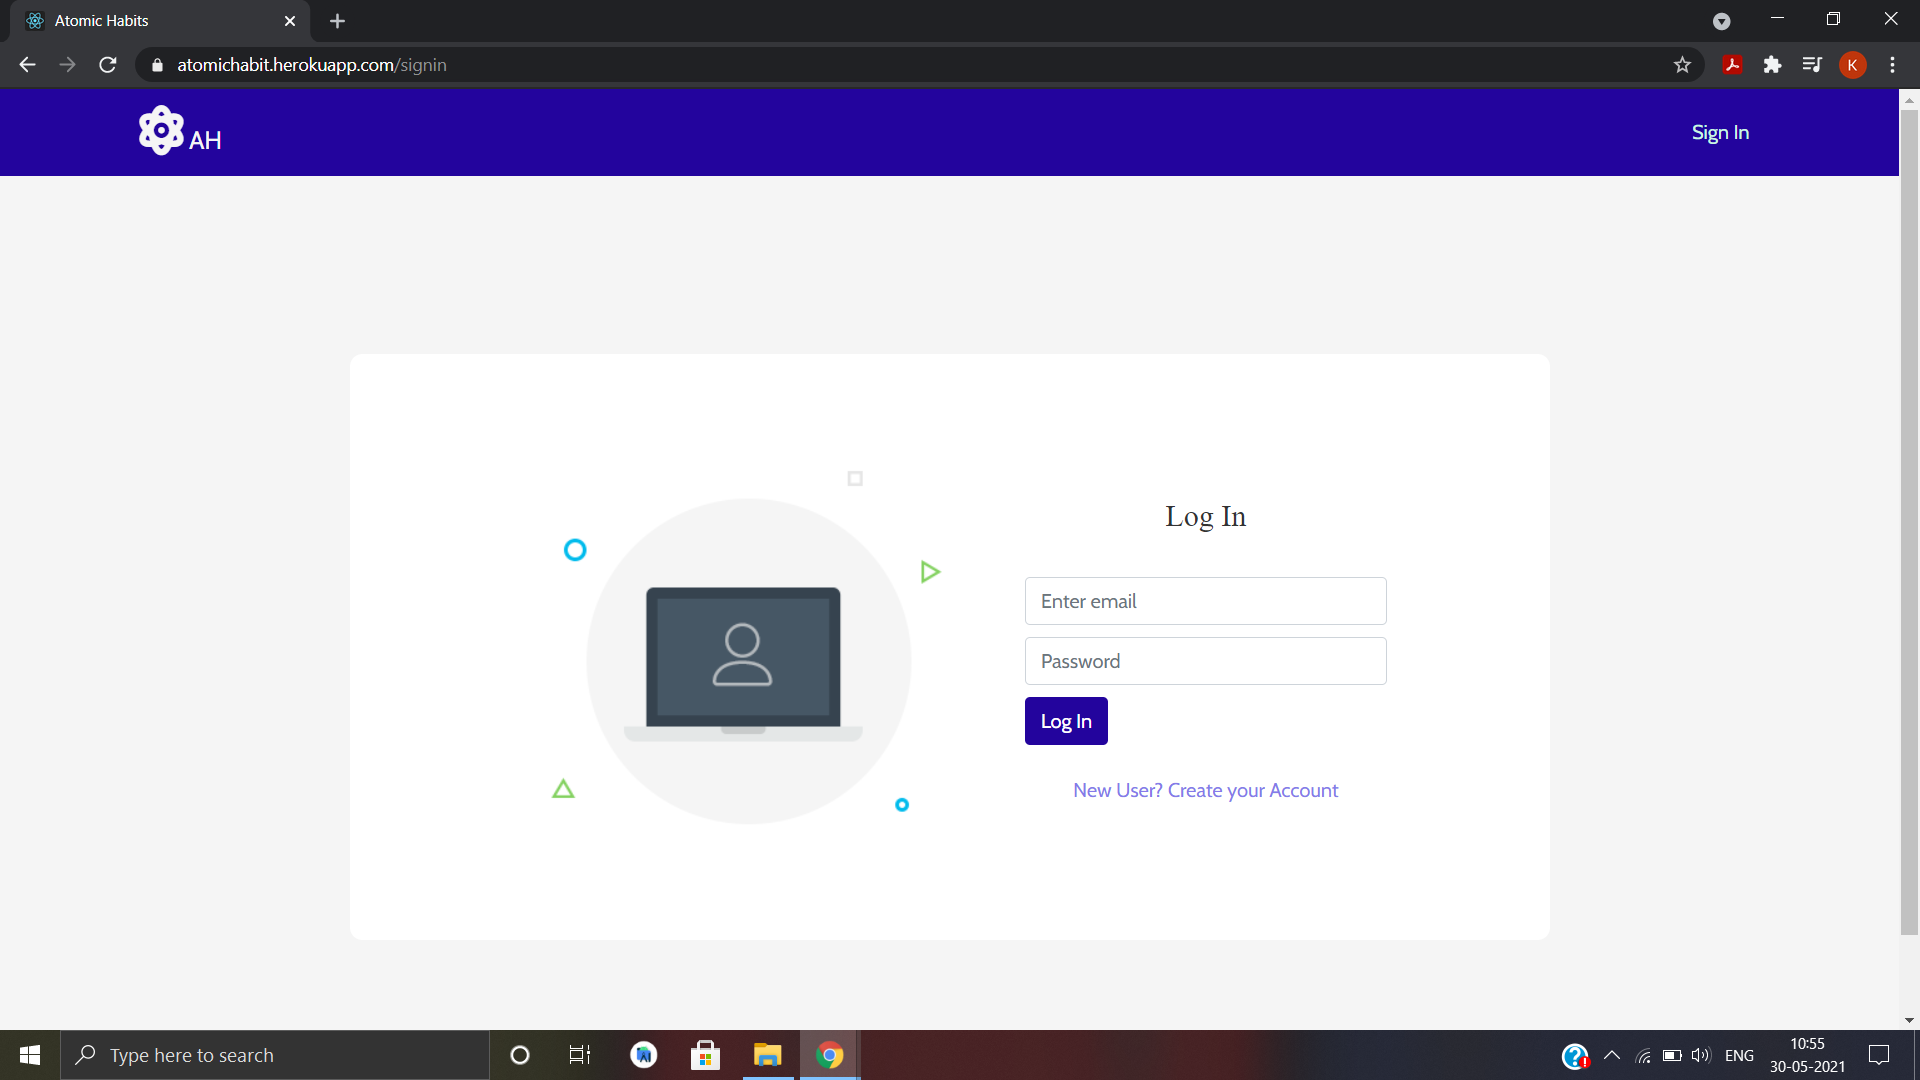 Atomic Habits
atomichabit.herokuapp.com/signin
K
AH
Sign In
Log In
Enter email
Password
Log In
New User? Create your Account
Type here to search
ENG
10:55
30-05-2021